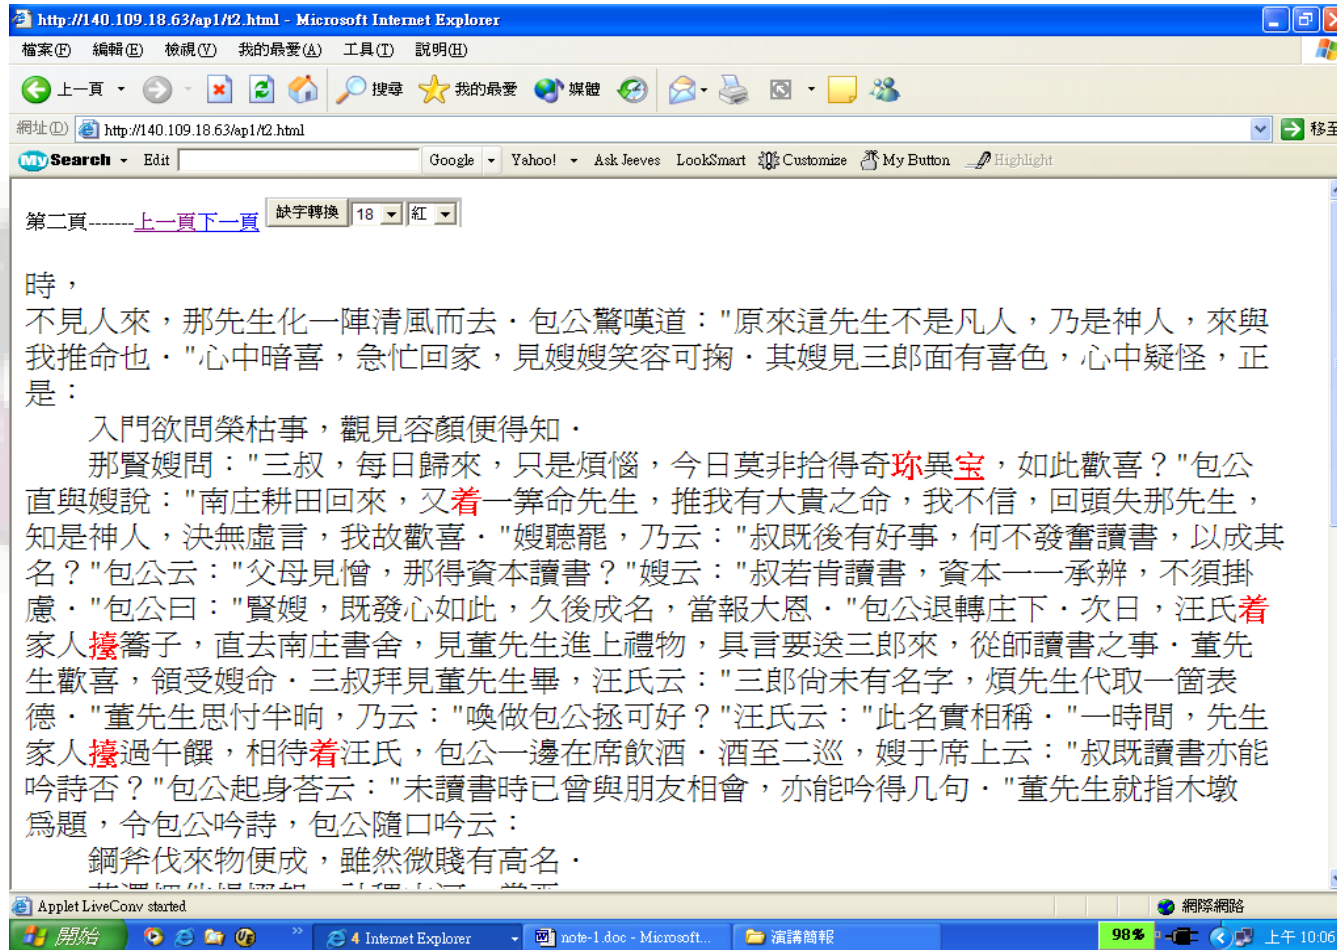 http://140.109.18.63/ap1/t2.html - Microsoft Internet Explorer
檔案(F) 編輯(E) 檢視(V) 我的最愛(A) 工具(T) 說明(H)
上一頁 搜尋 我的最愛 媒體
網址(D) http://140.109.18.63/ap1/t2.html 移至
My Search Edit Google Yahoo! Ask Jeeves LookSmart Customize My Button Highlight
第二頁-------上一頁下一頁 缺字轉換 18 紅
時，
不見人來，那先生化一陣清風而去．包公驚嘆道："原來這先生不是凡人，乃是神人，來與
我推命也．"心中暗喜，急忙回家，見嫂嫂笑容可掬．其嫂見三郎面有喜色，心中疑怪，正
是：
入門欲問榮枯事，觀見容顏便得知．
那賢嫂問："三叔，每日歸來，只是煩惱，今日莫非拾得奇珎異宝，如此歡喜？"包公
直與嫂說："南庄耕田回來，又着一筭命先生，推我有大貴之命，我不信，回頭失那先生，
知是神人，決無虛言，我故歡喜．"嫂聽罷，乃云："叔既後有好事，何不發奮讀書，以成其
名？"包公云："父母見憎，那得資本讀書？"嫂云："叔若肯讀書，資本一一承辨，不須掛
慮．"包公曰："賢嫂，既發心如此，久後成名，當報大恩．"包公退轉庄下．次日，汪氏着
家人擡簥子，直去南庄書舍，見董先生進上禮物，具言要送三郎來，從師讀書之事．董先
生歡喜，領受嫂命．三叔拜見董先生畢，汪氏云："三郎尚未有名字，煩先生代取一箇表
德．"董先生思忖半晌，乃云："喚做包公拯可好？"汪氏云："此名實相稱．"一時間，先生
家人擡過午饌，相待着汪氏，包公一邊在席飲酒．酒至二巡，嫂于席上云："叔既讀書亦能
吟詩否？"包公起身荅云："未讀書時已曾與朋友相會，亦能吟得几句．"董先生就指木墩
爲題，令包公吟詩，包公隨口吟云：
鋼斧伐來物便成，雖然微賤有高名．
Applet LiveConv started 網際網路
開始 4 Internet Explorer note-1.doc - Microsoft... 演講簡報 98% 上午 10:06